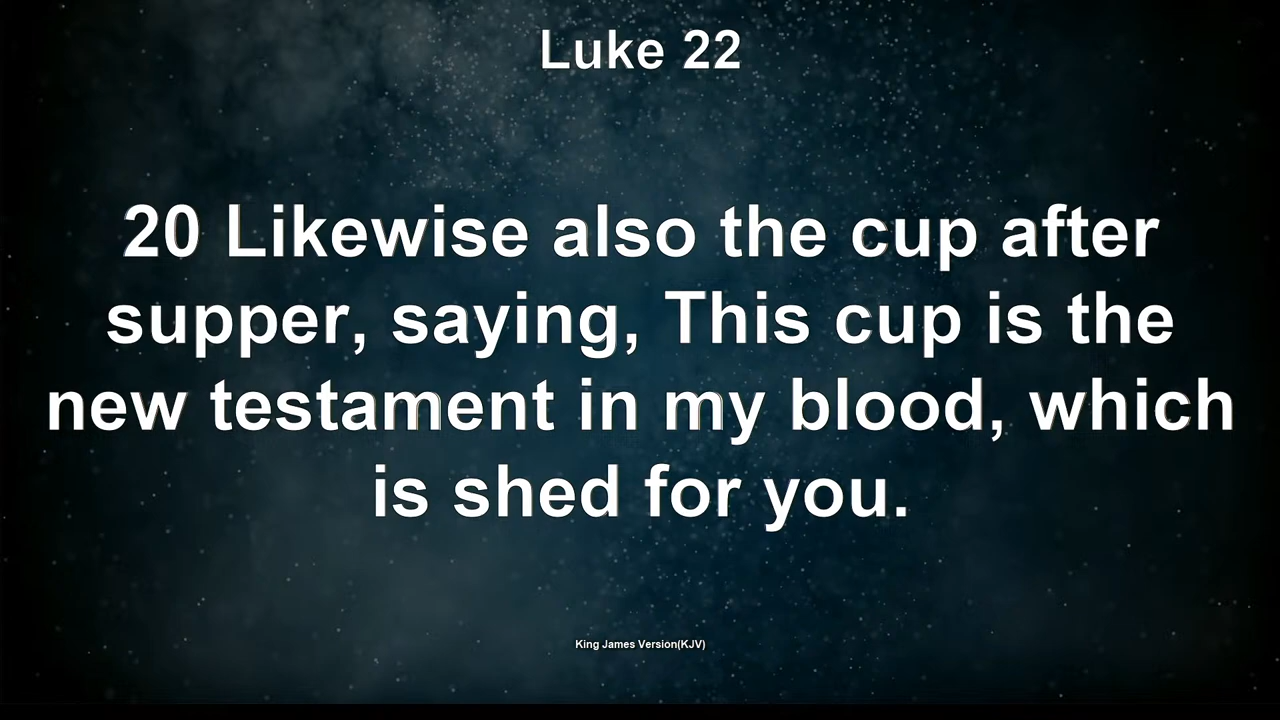 Luke 22
20 Likewise also the cup after
supper, saying, This cup is the
new testament in my blood, which
is shed for you.
King James Version(KJV)